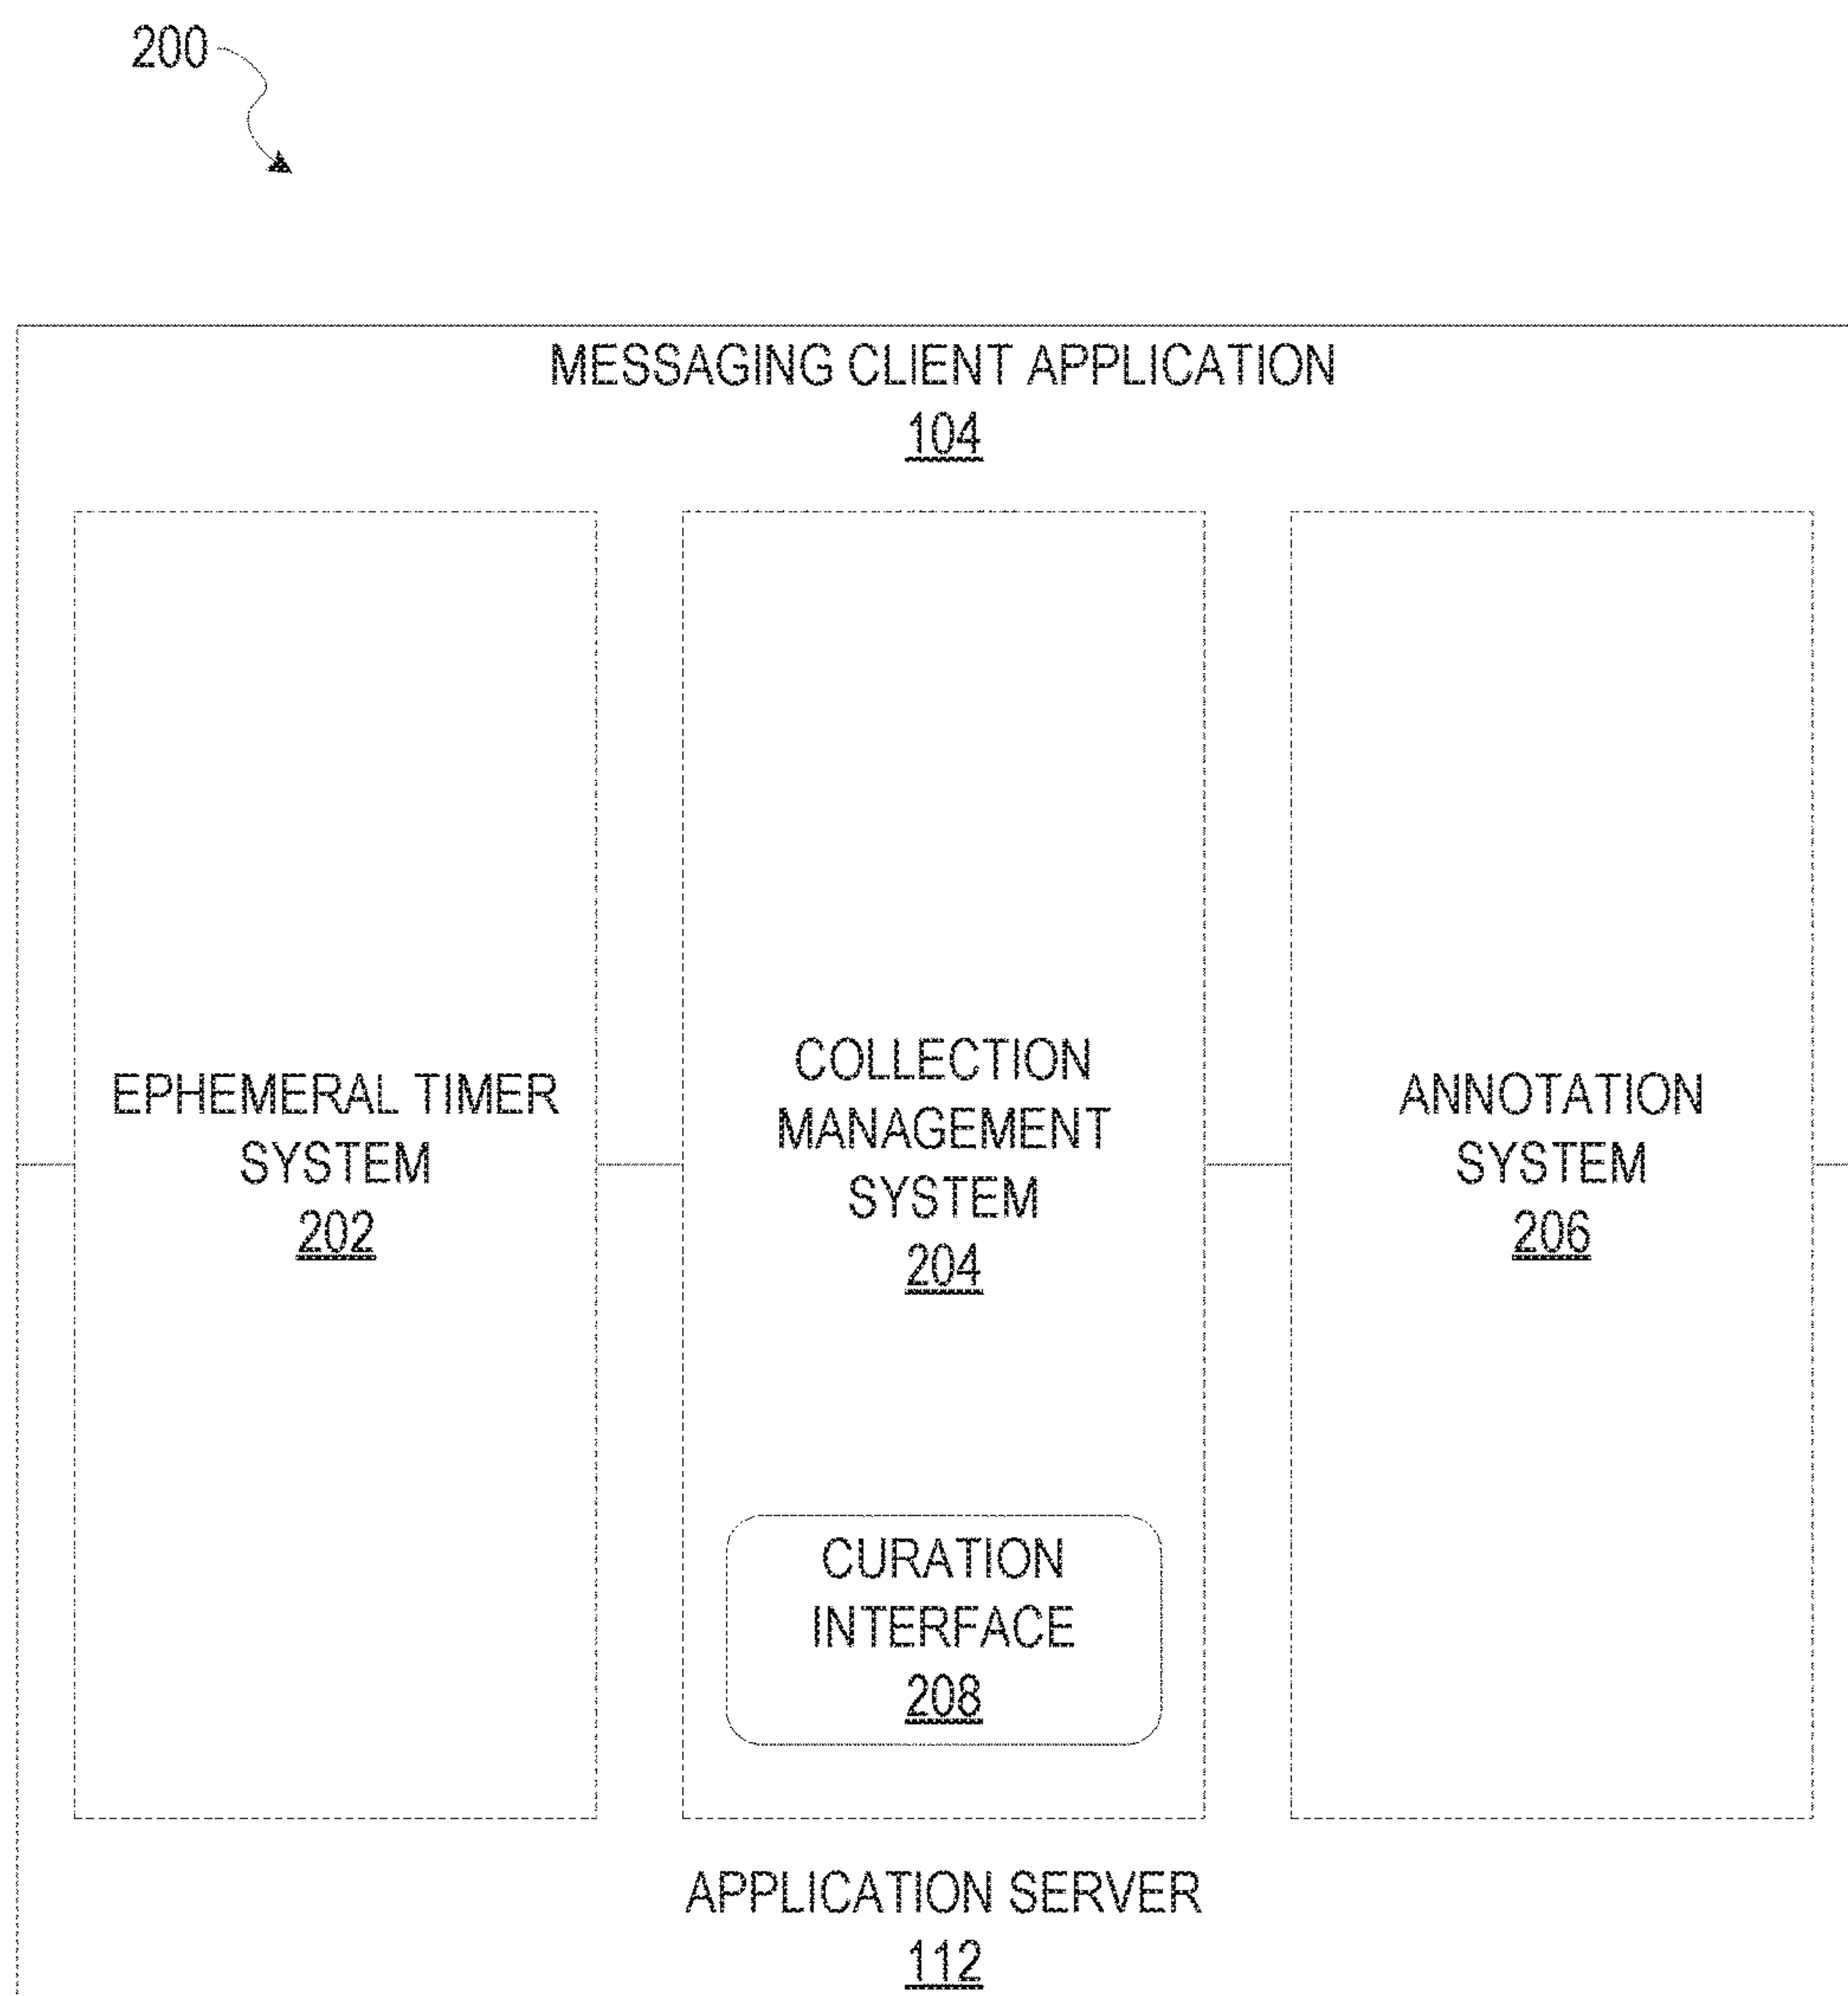 200
MESSAGING CLIENT APPLICATION
104
EPHEMERAL TIMER
SYSTEM
202
COLLECTION
MANAGEMENT
SYSTEM
204
ANNOTATION
SYSTEM
206
CURATION
INTERFACE
208
APPLICATION SERVER
112